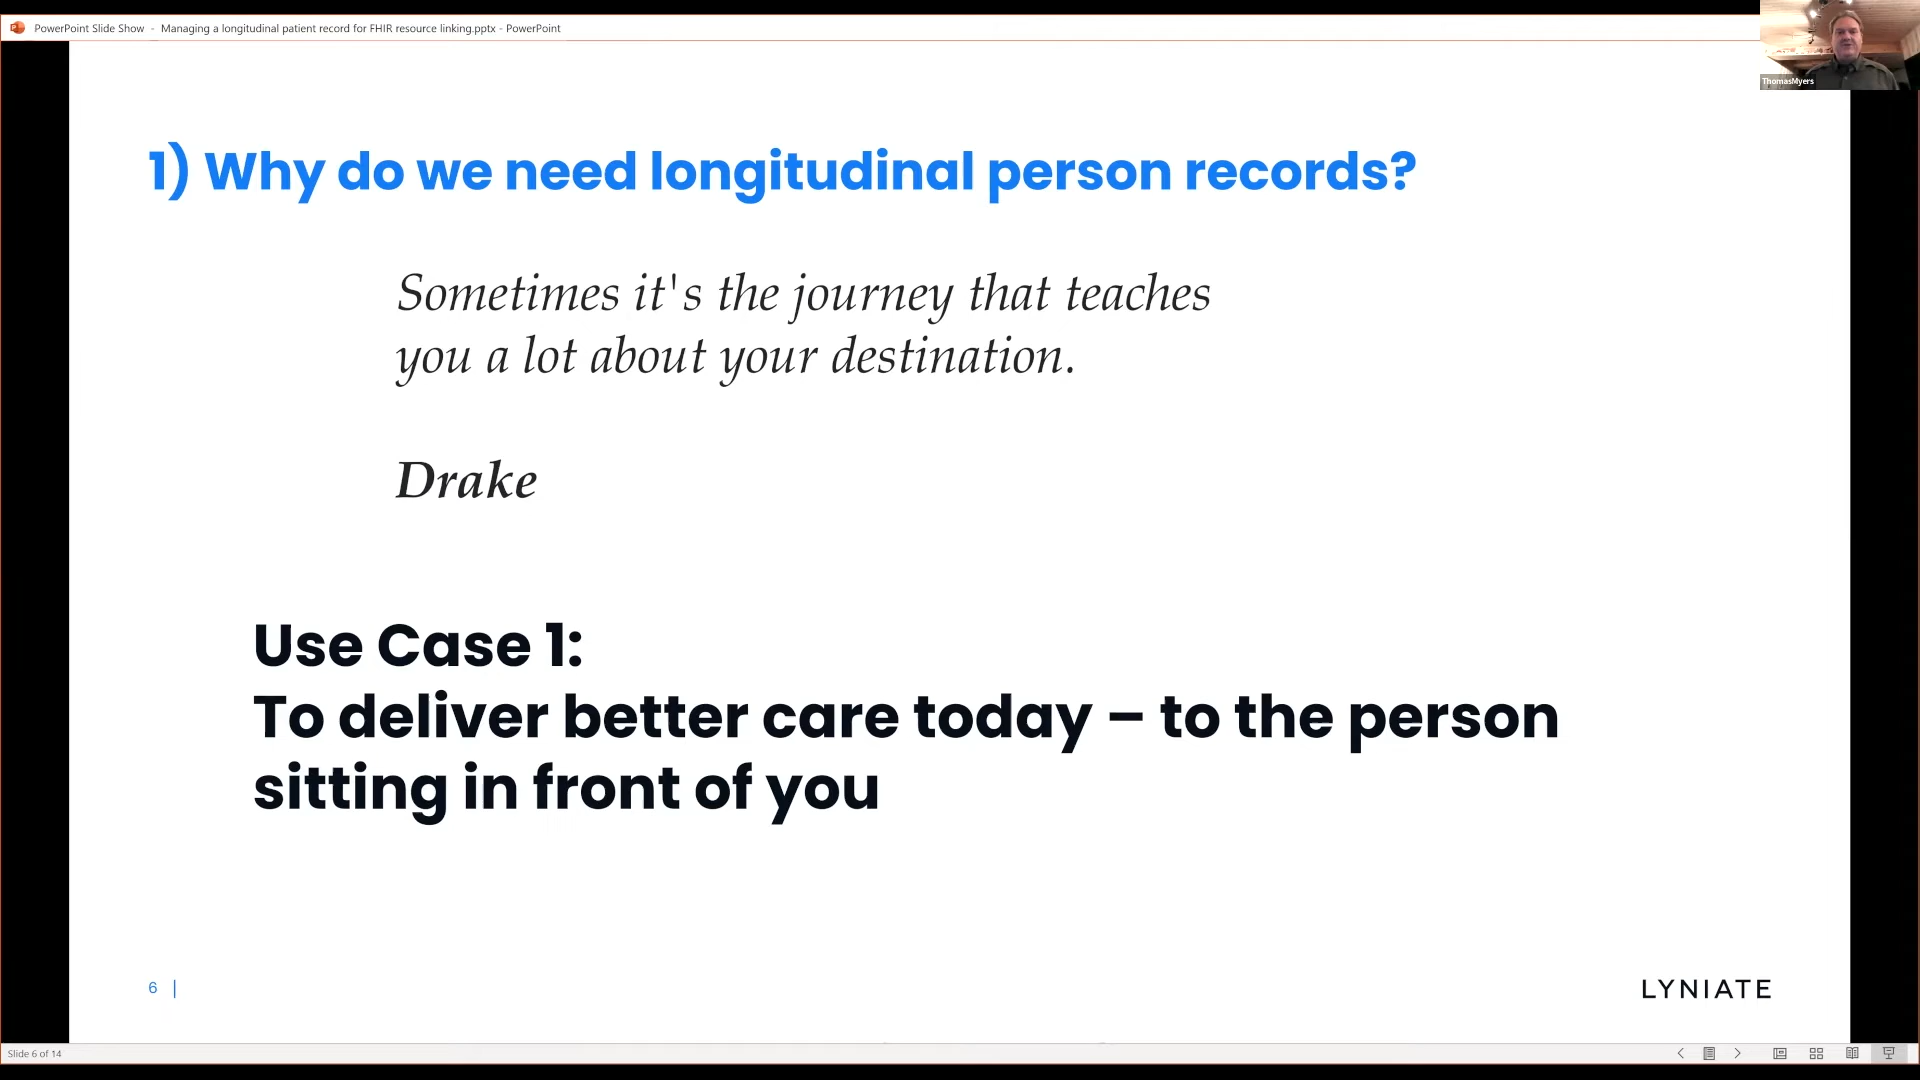 PowerPoint Slide Show - Managing a longitudinal patient record for FHIR resource linking.pptx - PowerPoint
ThomasMyers
1) Why do we need longitudinal person records?
Sometimes it's the journey that teaches
you a lot about your destination.
Drake
Use Case 1:
To deliver better care today – to the person
sitting in front of you
6 |
LYNIATE
Slide 6 of 14